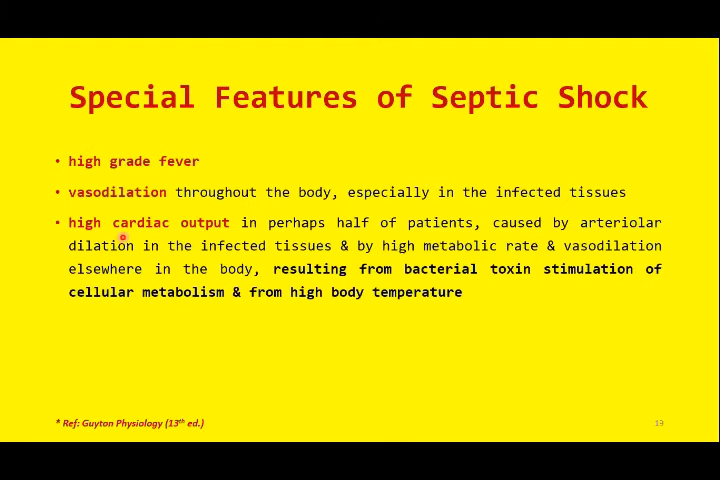 Special Features of Septic Shock
• high grade fever
• vasodilation throughout the body, especially in the infected tissues
• high cardiac output in perhaps half of patients, caused by arteriolar
dilation in the infected tissues & by high metabolic rate & vasodilation
elsewhere in the body, resulting from bacterial toxin stimulation of
cellular metabolism & from high body temperature
* Ref: Guyton Physiology (13th ed.)
19